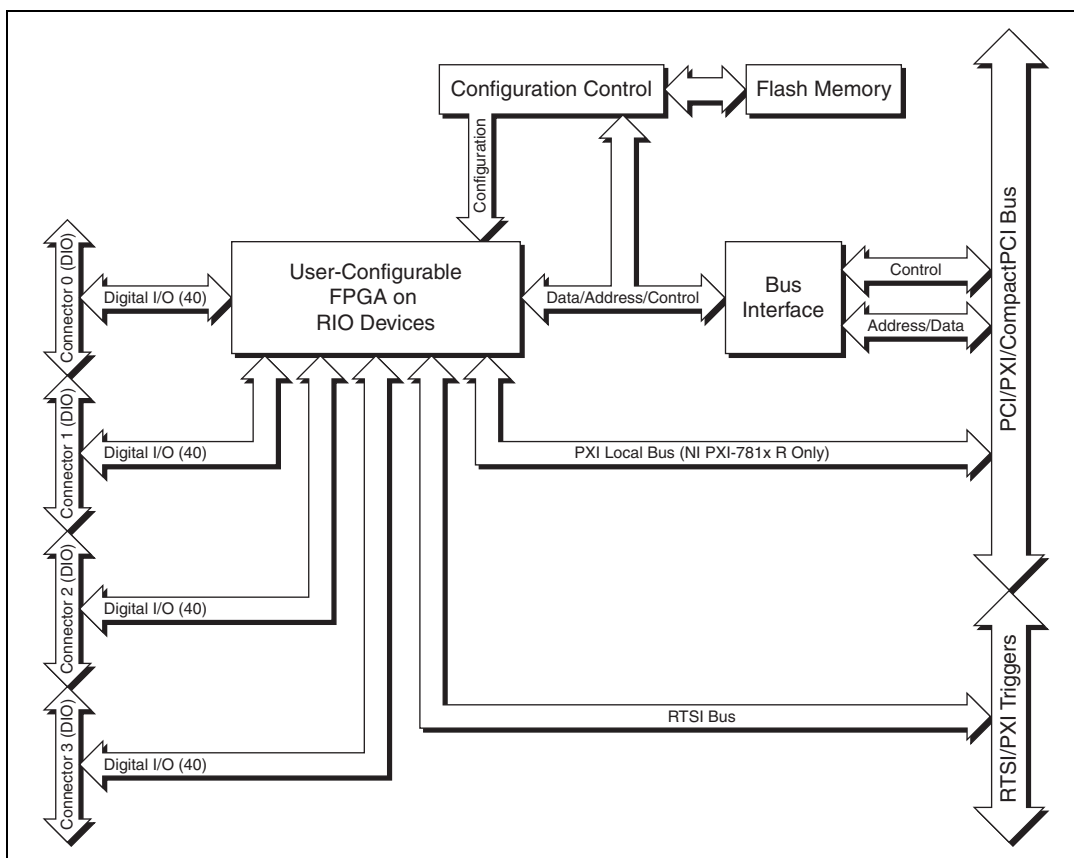 Configuration Control
Flash Memory
Configuration
PCI/PXI/CompactPCI Bus
Connector 0 (DIO)
Digital I/O (40)
User-Configurable
FPGA on
RIO Devices
Data/Address/Control
Bus
Interface
Control
Address/Data
Connector 1 (DIO)
Digital I/O (40)
PXI Local Bus (NI PXI-781x R Only)
Connector 2 (DIO)
Digital I/O (40)
RTSI/PXI Triggers
RTSI Bus
Connector 3 (DIO)
Digital I/O (40)